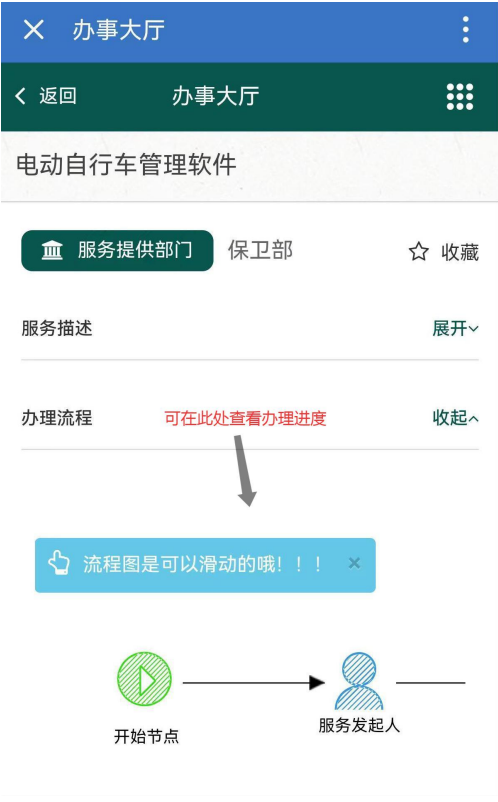 办事大厅
返回 办事大厅
电动自行车管理软件
服务提供部门 保卫部 收藏
服务描述 展开
办理流程 可在此处查看办理进度 收起
流程图是可以滑动的哦！！！ ×
开始节点 服务发起人